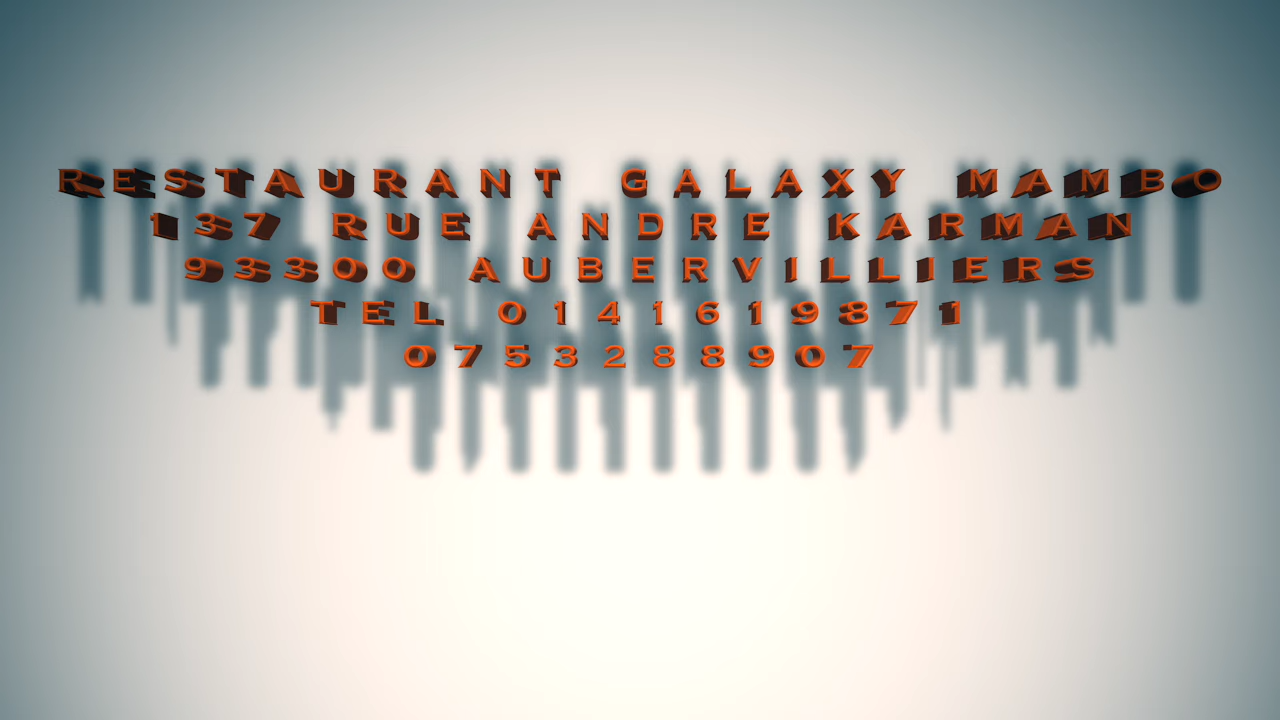 RESTAURANT GALAXY MAMBO
137 RUE ANDRE KARMAN
93300 AUBERVILLIERS
TEL 0141619871
0753288907